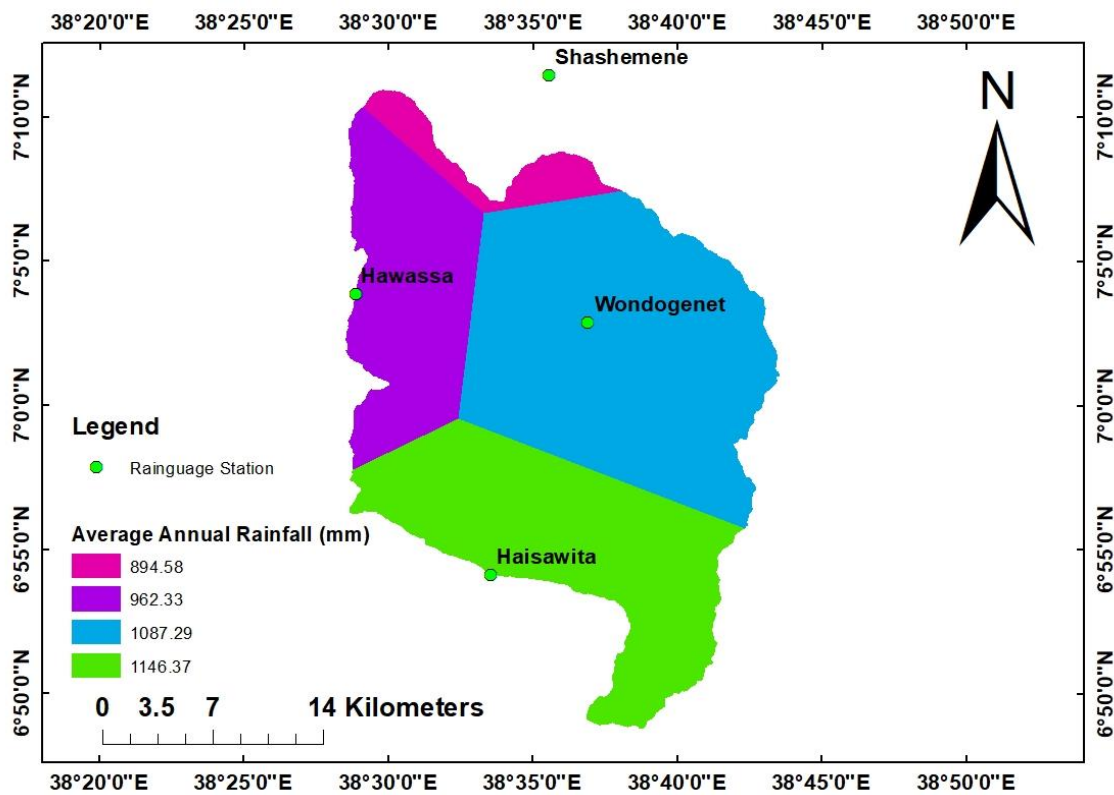 38°20'0"E 38°25'0"E 38°30'0"E 38°35'0"E 38°40'0"E 38°45'0"E 38°50'0"E
Shashemene
N
7°10'0"N 7°10'0"N
7°5'0"N 7°5'0"N
Hawassa
Wondogenet
7°0'0"N 7°0'0"N
Legend
Rainguage Station
Average Annual Rainfall (mm)
894.58
962.33
1087.29
1146.37
Haisawita
6°55'0"N 6°55'0"N
6°50'0"N 6°50'0"N
0 3.5 7 14 Kilometers
38°20'0"E 38°25'0"E 38°30'0"E 38°35'0"E 38°40'0"E 38°45'0"E 38°50'0"E